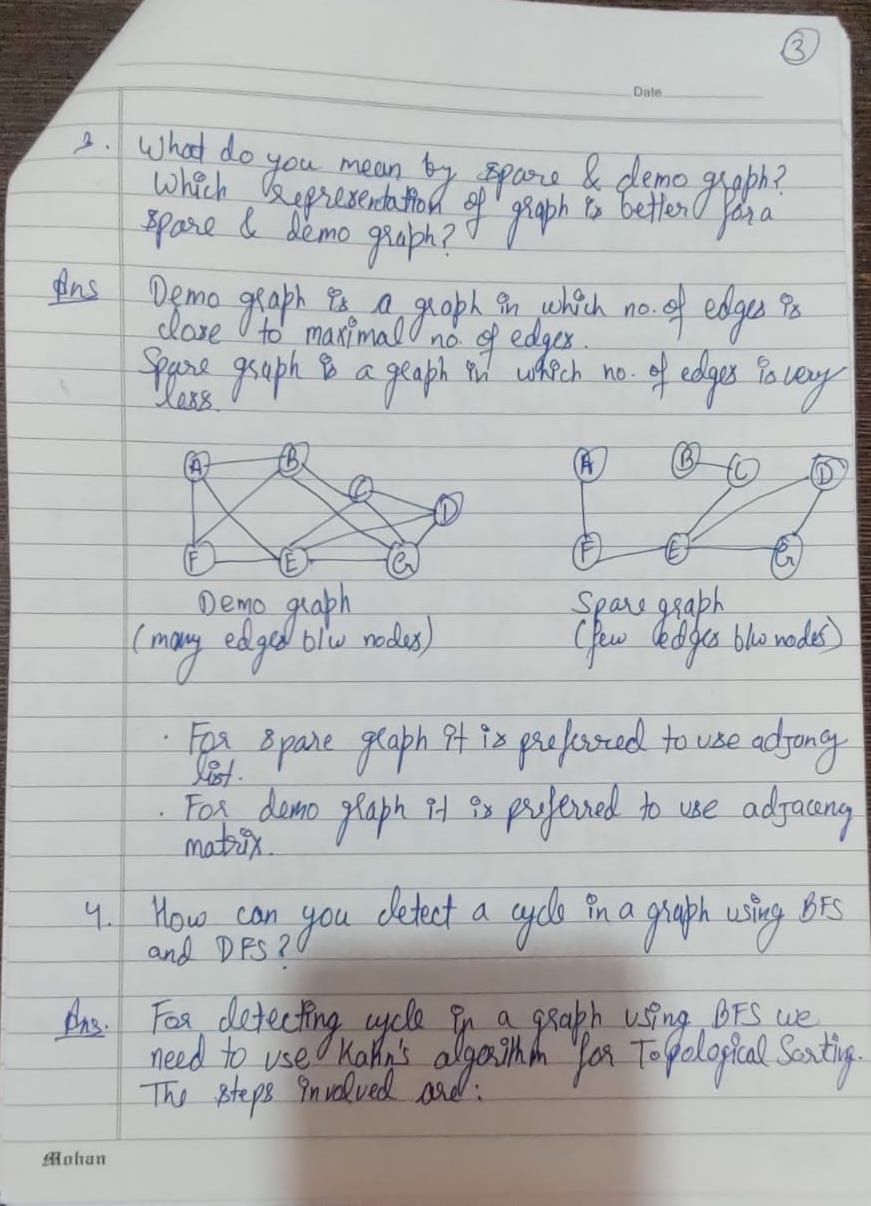 3
Date
3. What do you mean by spare & demo graph?
Which representation of graph is better for a
spare & demo graph?
Ans Demo graph is a graph in which no. of edges is
close to maximal no. of edges.
Spare graph is a graph in which no. of edges is very
less.
A B C D F E G
A B C D F E G
Demo graph
(many edges b/w nodes)
Spare graph
(few edges b/w nodes)
· For spare graph it is preferred to use adjancy
list.
· For demo graph it is preferred to use adjaceny
matrix.
4. How can you detect a cycle in a graph using BFS
and DFS?
Ans. For detecting cycle in a graph using BFS we
need to use Kahn's algorithm for Topological Sorting.
The steps involved are:
Mohan